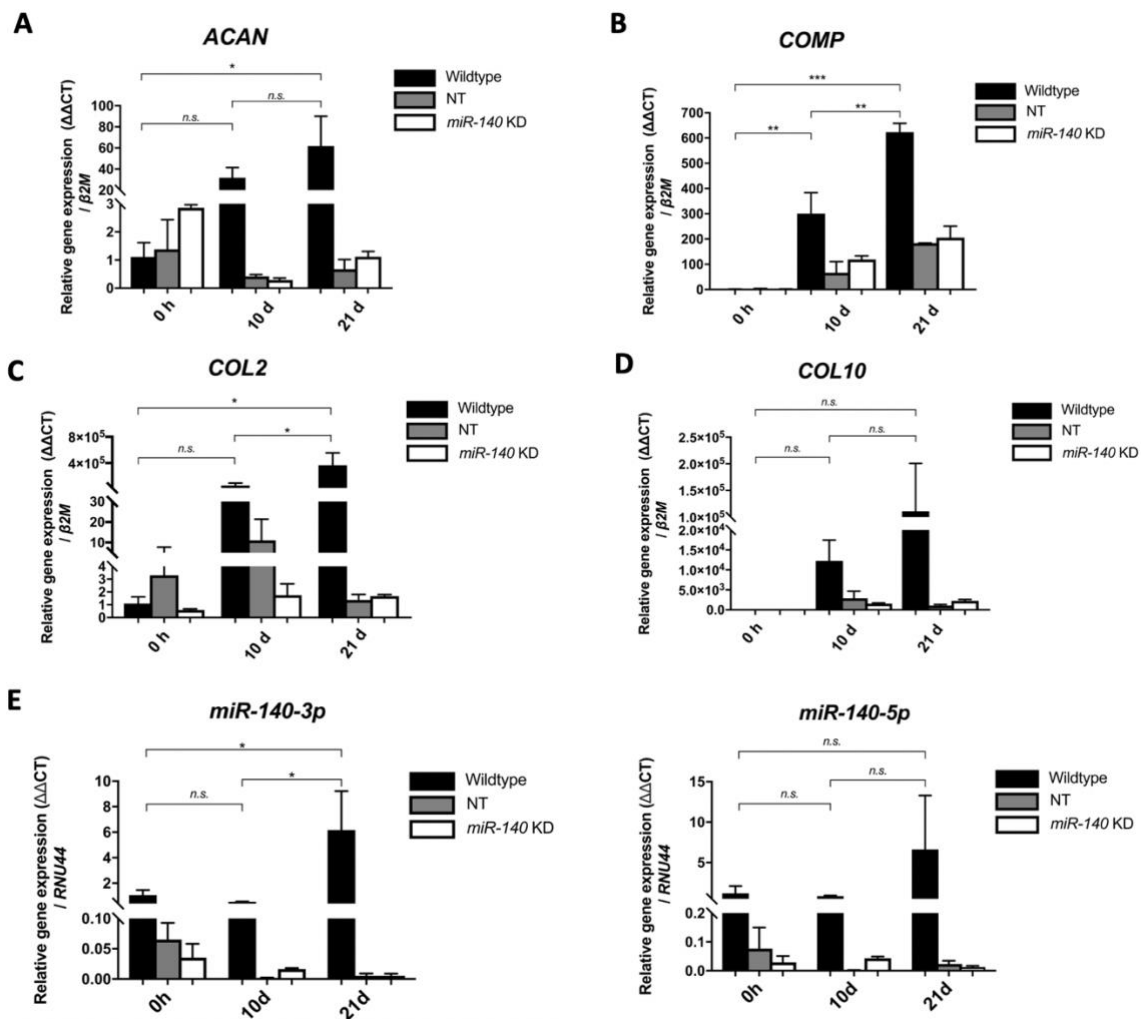 A
ACAN
*
n.s.
n.s.
Wildtype
NT
miR-140 KD
Relative gene expression (ΔΔCT)
/ β2M
100
80
60
40
20
3
2
1
0
0 h
10 d
21 d
B
COMP
***
**
**
Wildtype
NT
miR-140 KD
Relative gene expression (ΔΔCT)
/ β2M
700
600
500
400
300
200
100
0
0 h
10 d
21 d
C
COL2
*
n.s.
*
Wildtype
NT
miR-140 KD
Relative gene expression (ΔΔCT)
/ β2M
8×10⁵
4×10⁵
30
20
10
4
3
2
1
0
0 h
10 d
21 d
D
COL10
n.s.
n.s.
n.s.
Wildtype
NT
miR-140 KD
Relative gene expression (ΔΔCT)
/ β2M
2.5×10⁵
2.0×10⁵
1.5×10⁵
1.0×10⁵
2.0×10⁴
1.5×10⁴
1.0×10⁴
5.0×10³
0.0
0 h
10 d
21 d
E
miR-140-3p
*
*
n.s.
Wildtype
NT
miR-140 KD
Relative gene expression (ΔΔCT)
/ RNU44
10
8
6
4
2
0.10
0.05
0.00
0h
10d
21d
miR-140-5p
n.s.
n.s.
n.s.
Wildtype
NT
miR-140 KD
Relative gene expression (ΔΔCT)
/ RNU44
15
10
5
0.2
0.1
0.0
0h
10d
21d